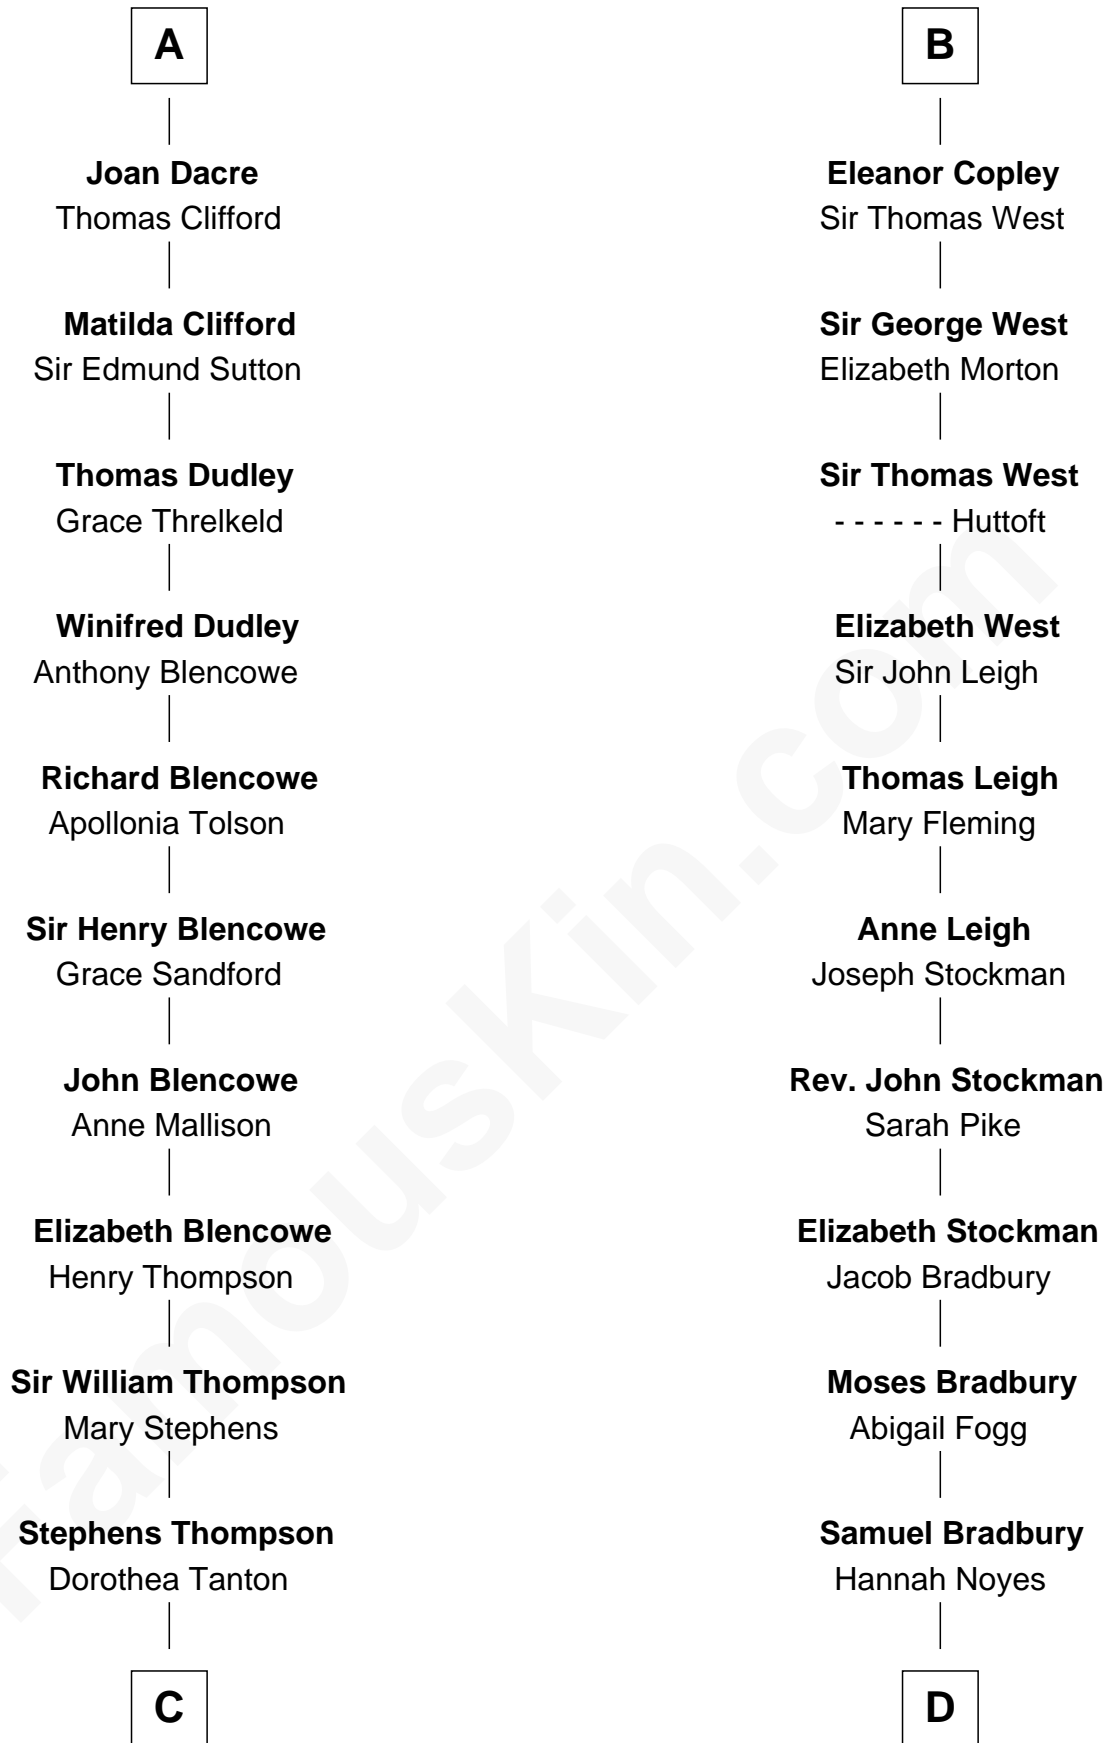 A
Joan Dacre
Thomas Clifford
Matilda Clifford
Sir Edmund Sutton
Thomas Dudley
Grace Threlkeld
Winifred Dudley
Anthony Blencowe
Richard Blencowe
Apollonia Tolson
Sir Henry Blencowe
Grace Sandford
John Blencowe
Anne Mallison
Elizabeth Blencowe
Henry Thompson
Sir William Thompson
Mary Stephens
Stephens Thompson
Dorothea Tanton
C
B
Eleanor Copley
Sir Thomas West
Sir George West
Elizabeth Morton
Sir Thomas West
- - - - - - Huttoft
Elizabeth West
Sir John Leigh
Thomas Leigh
Mary Fleming
Anne Leigh
Joseph Stockman
Rev. John Stockman
Sarah Pike
Elizabeth Stockman
Jacob Bradbury
Moses Bradbury
Abigail Fogg
Samuel Bradbury
Hannah Noyes
D
FamousKin.com